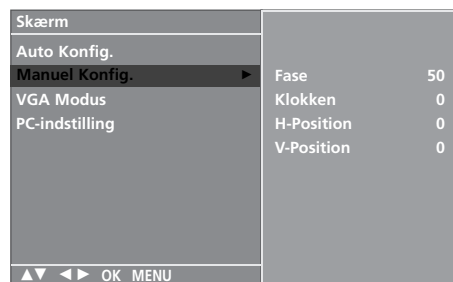 Skærm
Auto Konfig.
Manuel Konfig. ►
VGA Modus
PC-indstilling
Fase 50
Klokken 0
H-Position 0
V-Position 0
▲▼ ◄► OK MENU